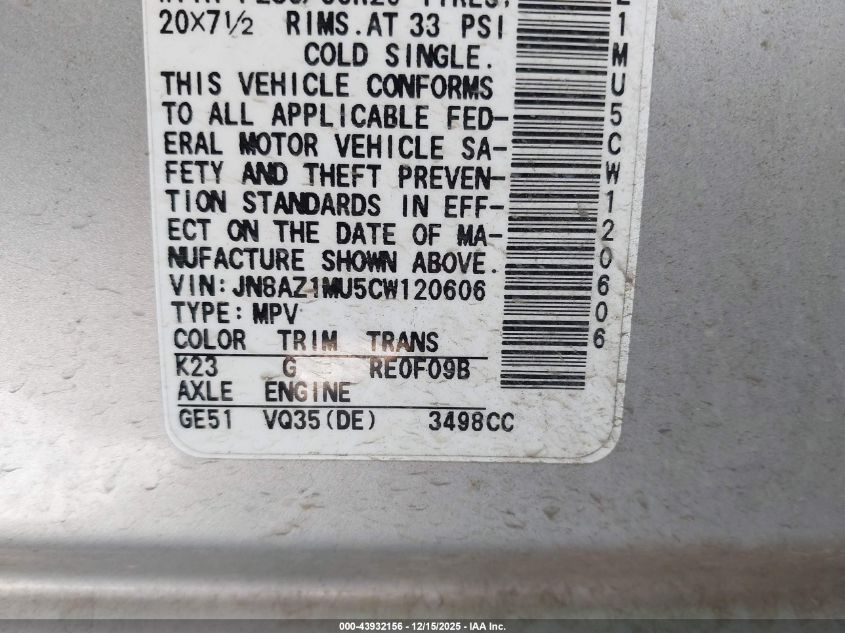 20X7½ RIMS. AT 33 PSI
COLD SINGLE.
THIS VEHICLE CONFORMS
TO ALL APPLICABLE FED-
ERAL MOTOR VEHICLE SA-
FETY AND THEFT PREVEN-
TION STANDARDS IN EFF-
ECT ON THE DATE OF MA-
NUFACTURE SHOWN ABOVE.
VIN:JN8AZ1MU5CW120606
TYPE:MPV
COLOR TRIM TRANS
K23 G RE0F09B
AXLE ENGINE
GE51 VQ35(DE) 3498CC
1MU5CW120606
000-43932156 - 12/15/2025 - IAA Inc.